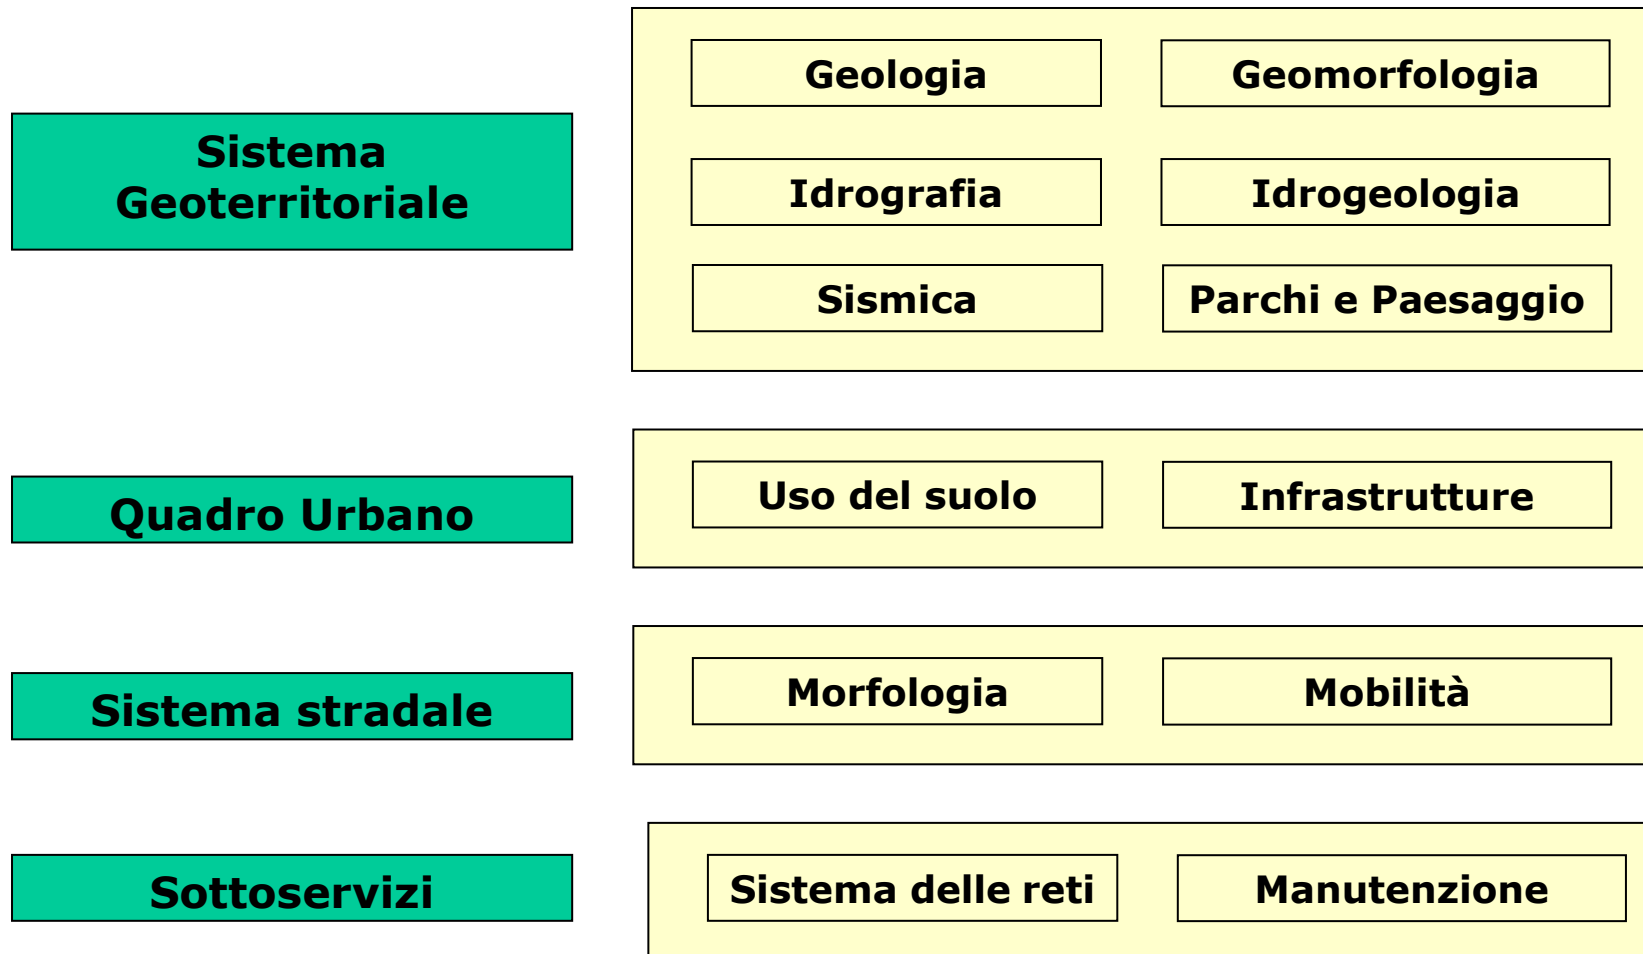 Sistema
Geoterritoriale
Geologia
Geomorfologia
Idrografia
Idrogeologia
Sismica
Parchi e Paesaggio
Quadro Urbano
Uso del suolo
Infrastrutture
Sistema stradale
Morfologia
Mobilità
Sottoservizi
Sistema delle reti
Manutenzione